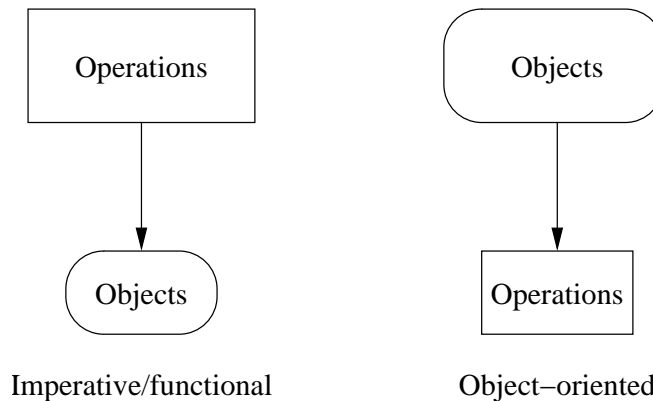 Operations
Objects
Objects
Operations
Imperative/functional
Object–oriented